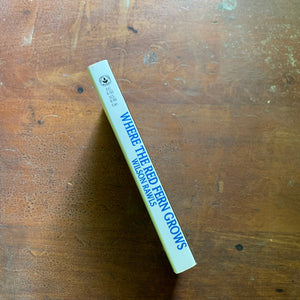 WHERE THE RED FERN GROWS
WILSON RAWLS